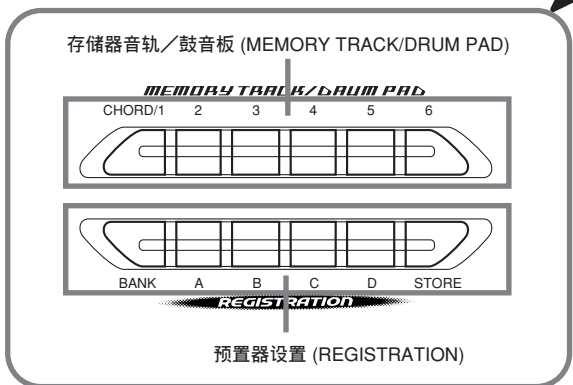 存储器音轨／鼓音板 (MEMORY TRACK/DRUM PAD)
MEMORY TRACK/DRUM PAD
CHORD/1 2 3 4 5 6
BANK A B C D STORE
REGISTRATION
预置器设置 (REGISTRATION)